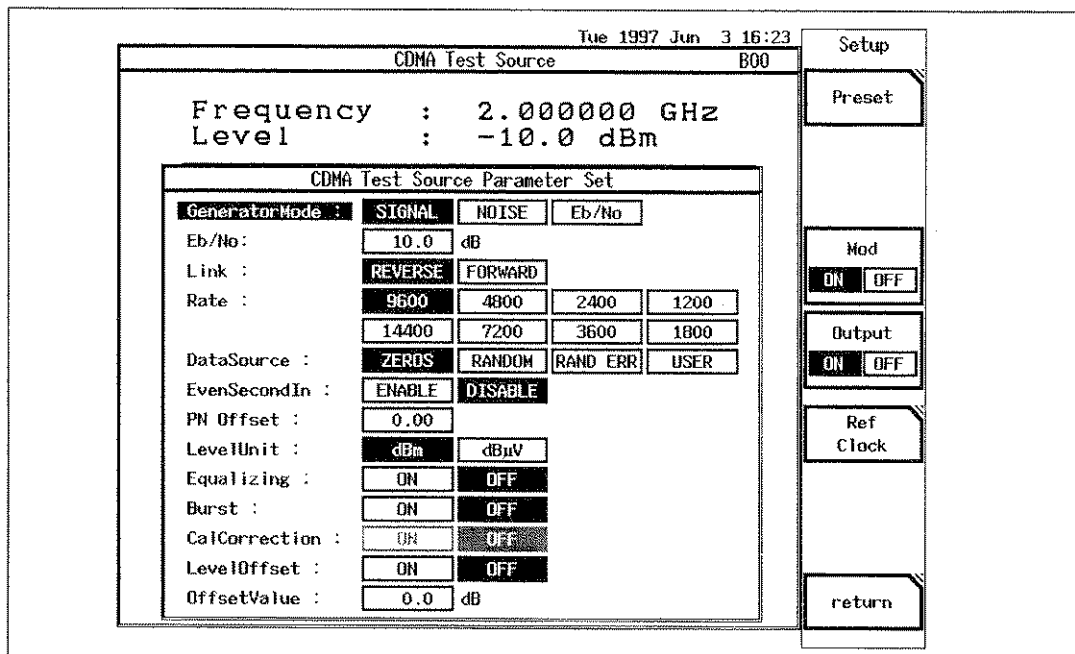 Tue 1997 Jun 3 16:23
CDMA Test Source B00
Frequency : 2.000000 GHz
Level : -10.0 dBm
CDMA Test Source Parameter Set
GeneratorMode : SIGNAL NOISE Eb/No
Eb/No: 10.0 dB
Link : REVERSE FORWARD
Rate : 9600 4800 2400 1200
14400 7200 3600 1800
DataSource : ZEROS RANDOM RAND ERR USER
EvenSecondIn : ENABLE DISABLE
PN Offset : 0.00
LevelUnit : dBm dBµV
Equalizing : ON OFF
Burst : ON OFF
CalCorrection : ON OFF
LevelOffset : ON OFF
OffsetValue : 0.0 dB
Setup
Preset
Mod
ON OFF
Output
ON OFF
Ref
Clock
return